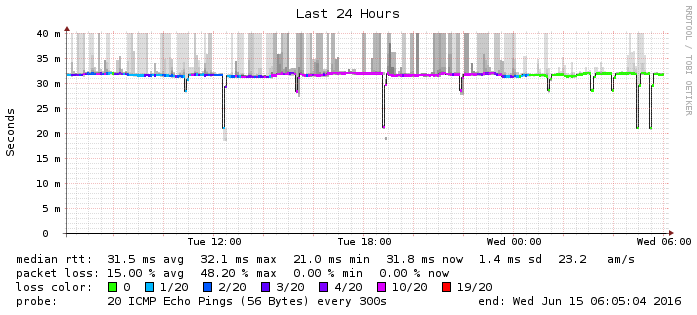 Last 24 Hours
RRDTOOL / TOBI OETIKER
Seconds
40 m
35 m
30 m
25 m
20 m
15 m
10 m
5 m
0
Tue 12:00 Tue 18:00 Wed 00:00 Wed 06:00
median rtt: 31.5 ms avg 32.1 ms max 21.0 ms min 31.8 ms now 1.4 ms sd 23.2 am/s
packet loss: 15.00 % avg 48.20 % max 0.00 % min 0.00 % now
loss color: 0 1/20 2/20 3/20 4/20 10/20 19/20
probe: 20 ICMP Echo Pings (56 Bytes) every 300s end: Wed Jun 15 06:05:04 2016